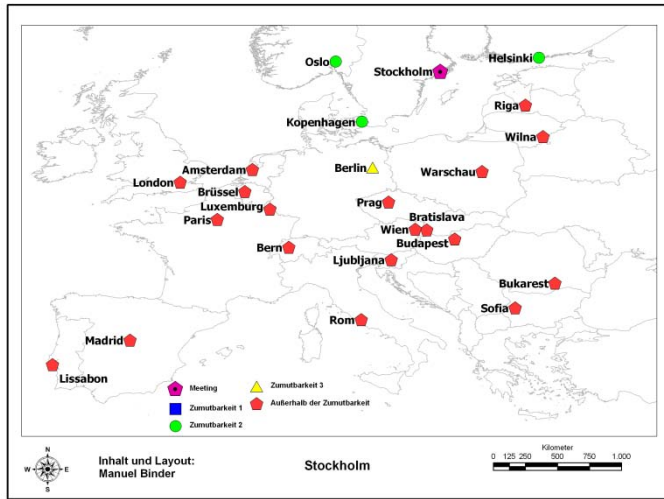 Oslo
Helsinki
Stockholm
Riga
Kopenhagen
Wilna
Amsterdam
Berlin
Warschau
London
Brüssel
Luxemburg
Prag
Paris
Bratislava
Wien
Budapest
Bern
Ljubljana
Bukarest
Sofia
Rom
Madrid
Lissabon
Meeting
Zumutbarkeit 3
Zumutbarkeit 1
Außerhalb der Zumutbarkeit
Zumutbarkeit 2
N
W E
S
Inhalt und Layout:
Manuel Binder
Stockholm
Kilometer
0 125 250 500 750 1.000